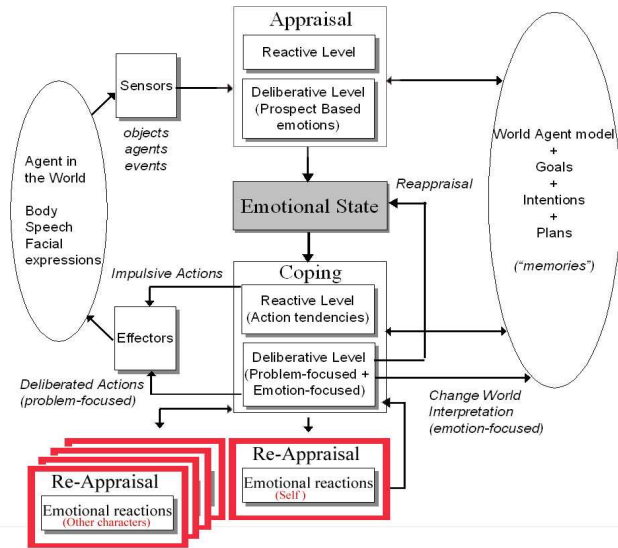 Appraisal
Reactive Level
Deliberative Level
(Prospect Based
emotions)
Sensors
objects
agents
events
Agent in
the World
Body
Speech
Facial
expressions
World Agent model
+
Goals
+
Intentions
+
Plans
(“memories”)
Reappraisal
Emotional State
Impulsive Actions
Coping
Reactive Level
(Action tendencies)
Effectors
Deliberative Level
(Problem-focused +
Emotion-focused)
Deliberated Actions
(problem-focused)
Change World
Interpretation
(emotion-focused)
Re-Appraisal
Emotional reactions
(Other characters)
Re-Appraisal
Emotional reactions
(Self )